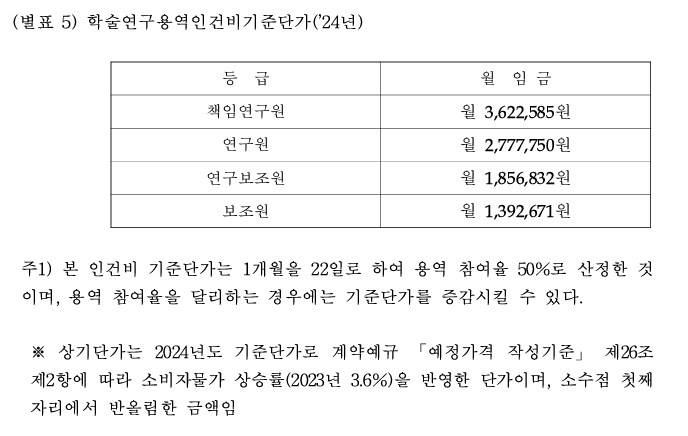 (별표 5) 학술연구용역인건비기준단가('24년)
등 급 월 임 금
책임연구원 월 3,622,585원
연구원 월 2,777,750원
연구보조원 월 1,856,832원
보조원 월 1,392,671원
주1) 본 인건비 기준단가는 1개월을 22일로 하여 용역 참여율 50%로 산정한 것
이며, 용역 참여율을 달리하는 경우에는 기준단가를 증감시킬 수 있다.
※ 상기단가는 2024년도 기준단가로 계약예규 「예정가격 작성기준」 제26조
제2항에 따라 소비자물가 상승률(2023년 3.6%)을 반영한 단가이며, 소수점 첫째
자리에서 반올림한 금액임